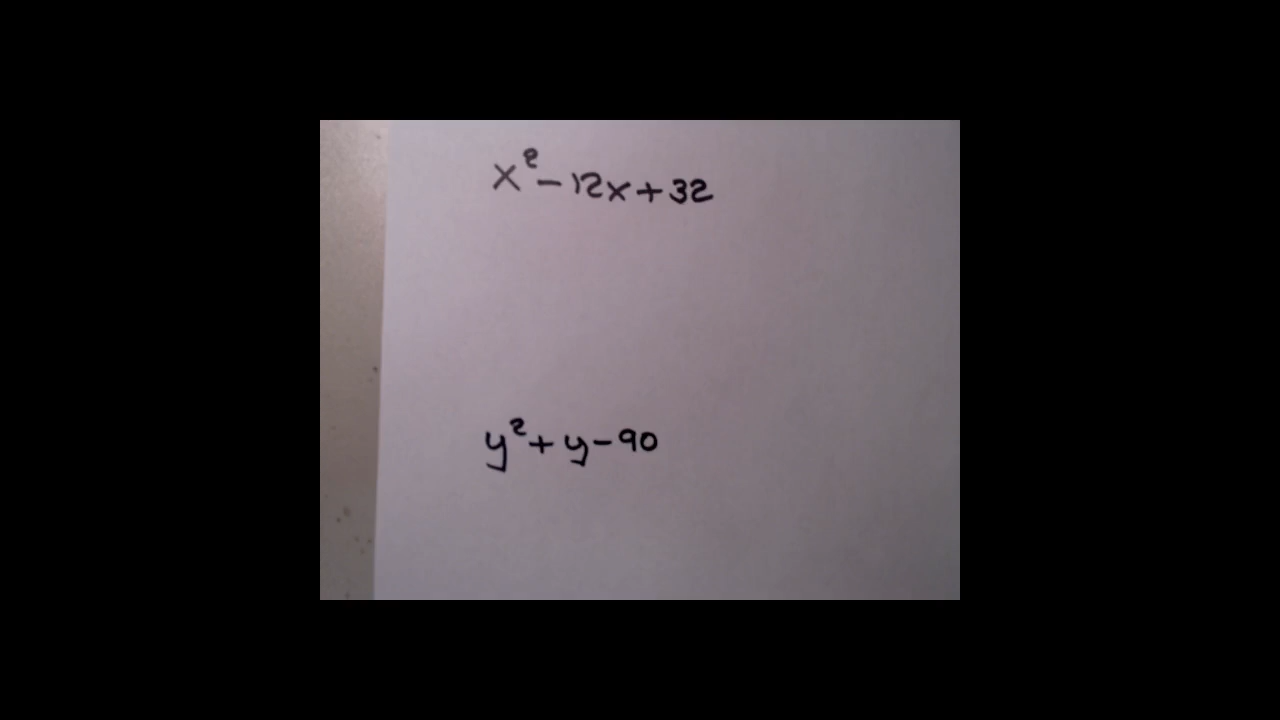 x² - 12x + 32
y² + y - 90